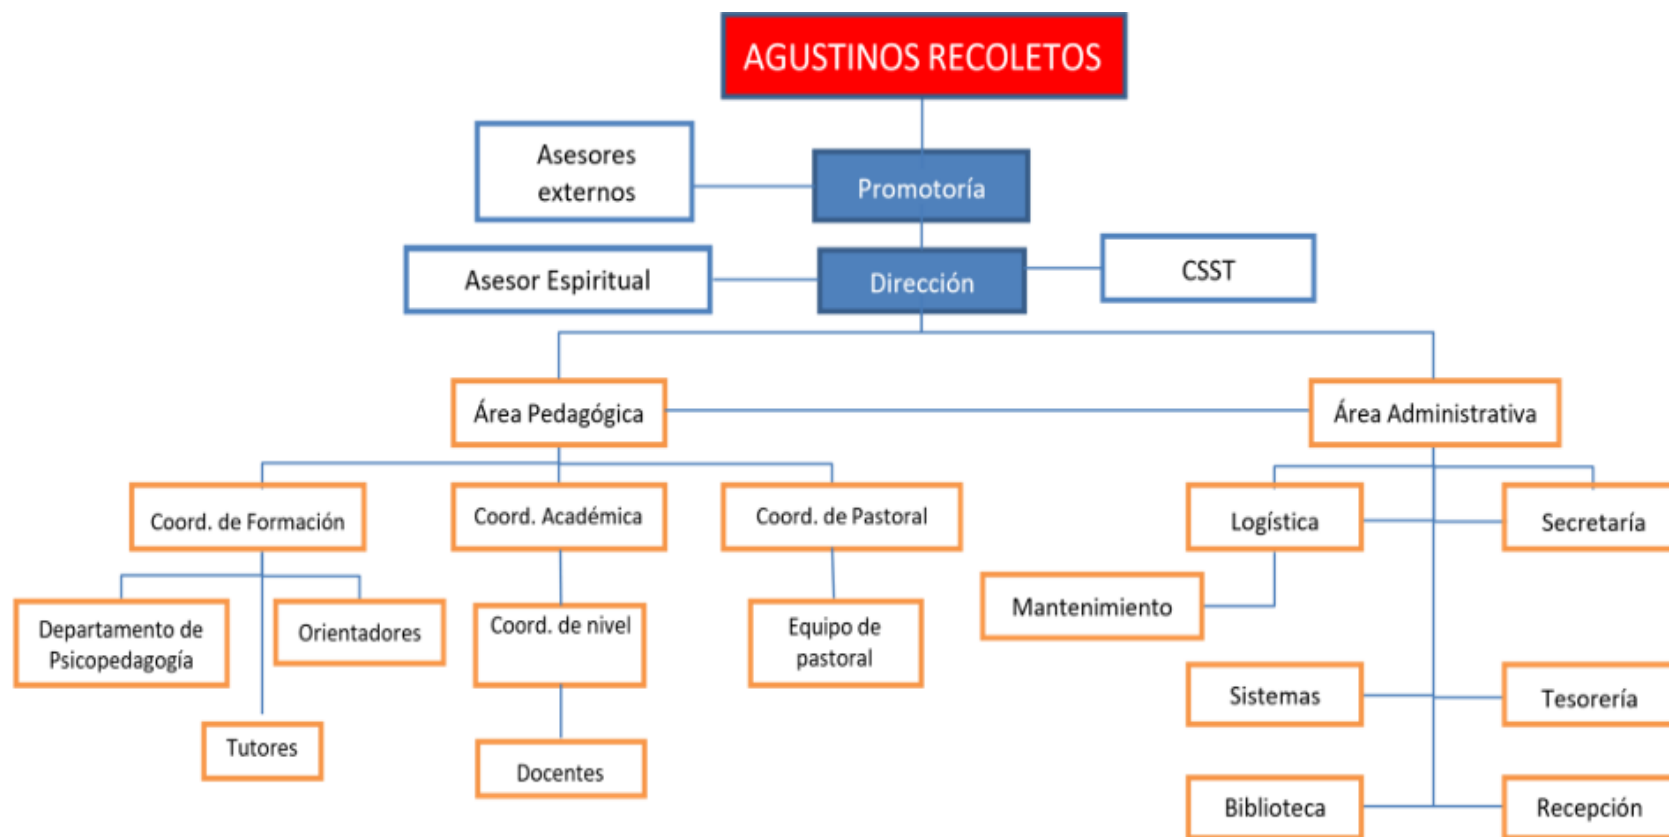 AGUSTINOS RECOLETOS
Asesores
externos
Promotoría
Asesor Espiritual
Dirección
CSST
Área Pedagógica
Área Administrativa
Coord. de Formación
Coord. Académica
Coord. de Pastoral
Logística
Secretaría
Departamento de
Psicopedagogía
Orientadores
Coord. de nivel
Equipo de
pastoral
Mantenimiento
Tutores
Docentes
Sistemas
Tesorería
Biblioteca
Recepción